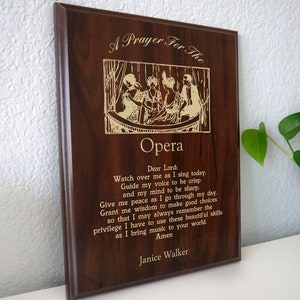 A Prayer For The
Opera
Dear Lord:
Watch over me as I sing today.
Guide my voice to be crisp
and my mind to be sharp.
Give me peace as I go through my day.
Grant me wisdom to make good choices
so that I may always remember the
privilege I have to use these beautiful skills
as I bring music to your world.
Amen
Janice Walker